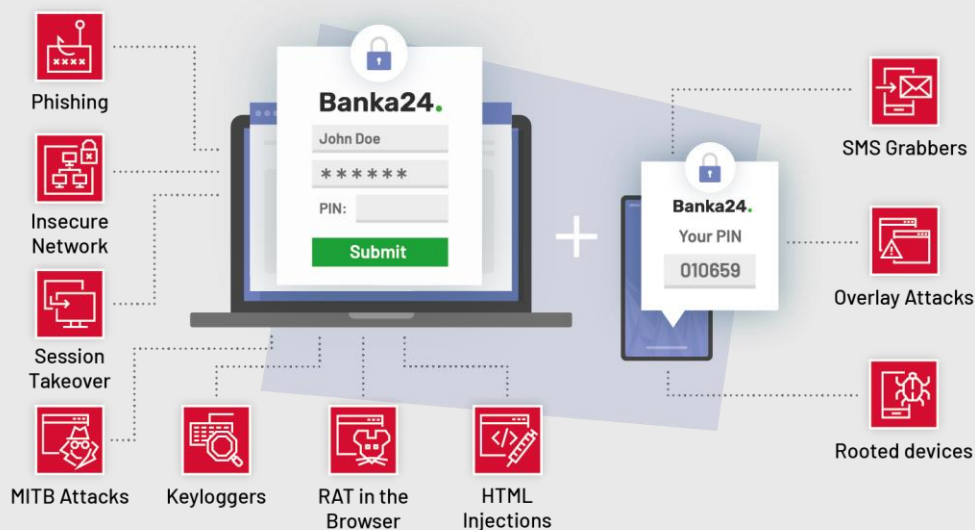 Phishing
Insecure
Network
Session
Takeover
MITB Attacks
Keyloggers
RAT in the
Browser
HTML
Injections
Banka24.
John Doe
******
PIN:
Submit
Banka24.
Your PIN
010659
SMS Grabbers
Overlay Attacks
Rooted devices